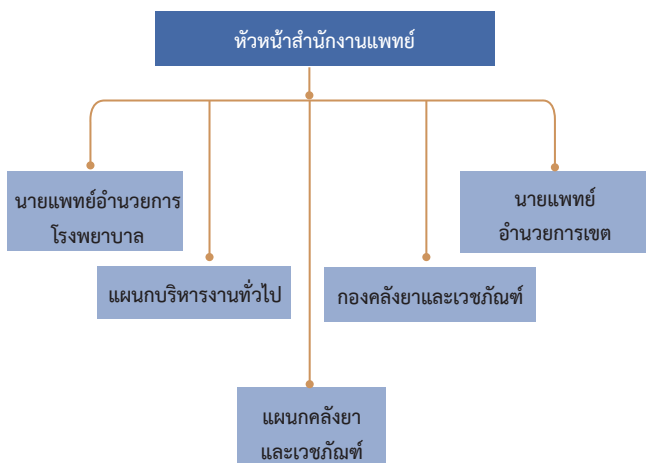 หัวหน้าสำนักงานแพทย์
นายแพทย์อำนวยการ
โรงพยาบาล
นายแพทย์
อำนวยการเขต
แผนกบริหารงานทั่วไป
กองคลังยาและเวชภัณฑ์
แผนกคลังยา
และเวชภัณฑ์